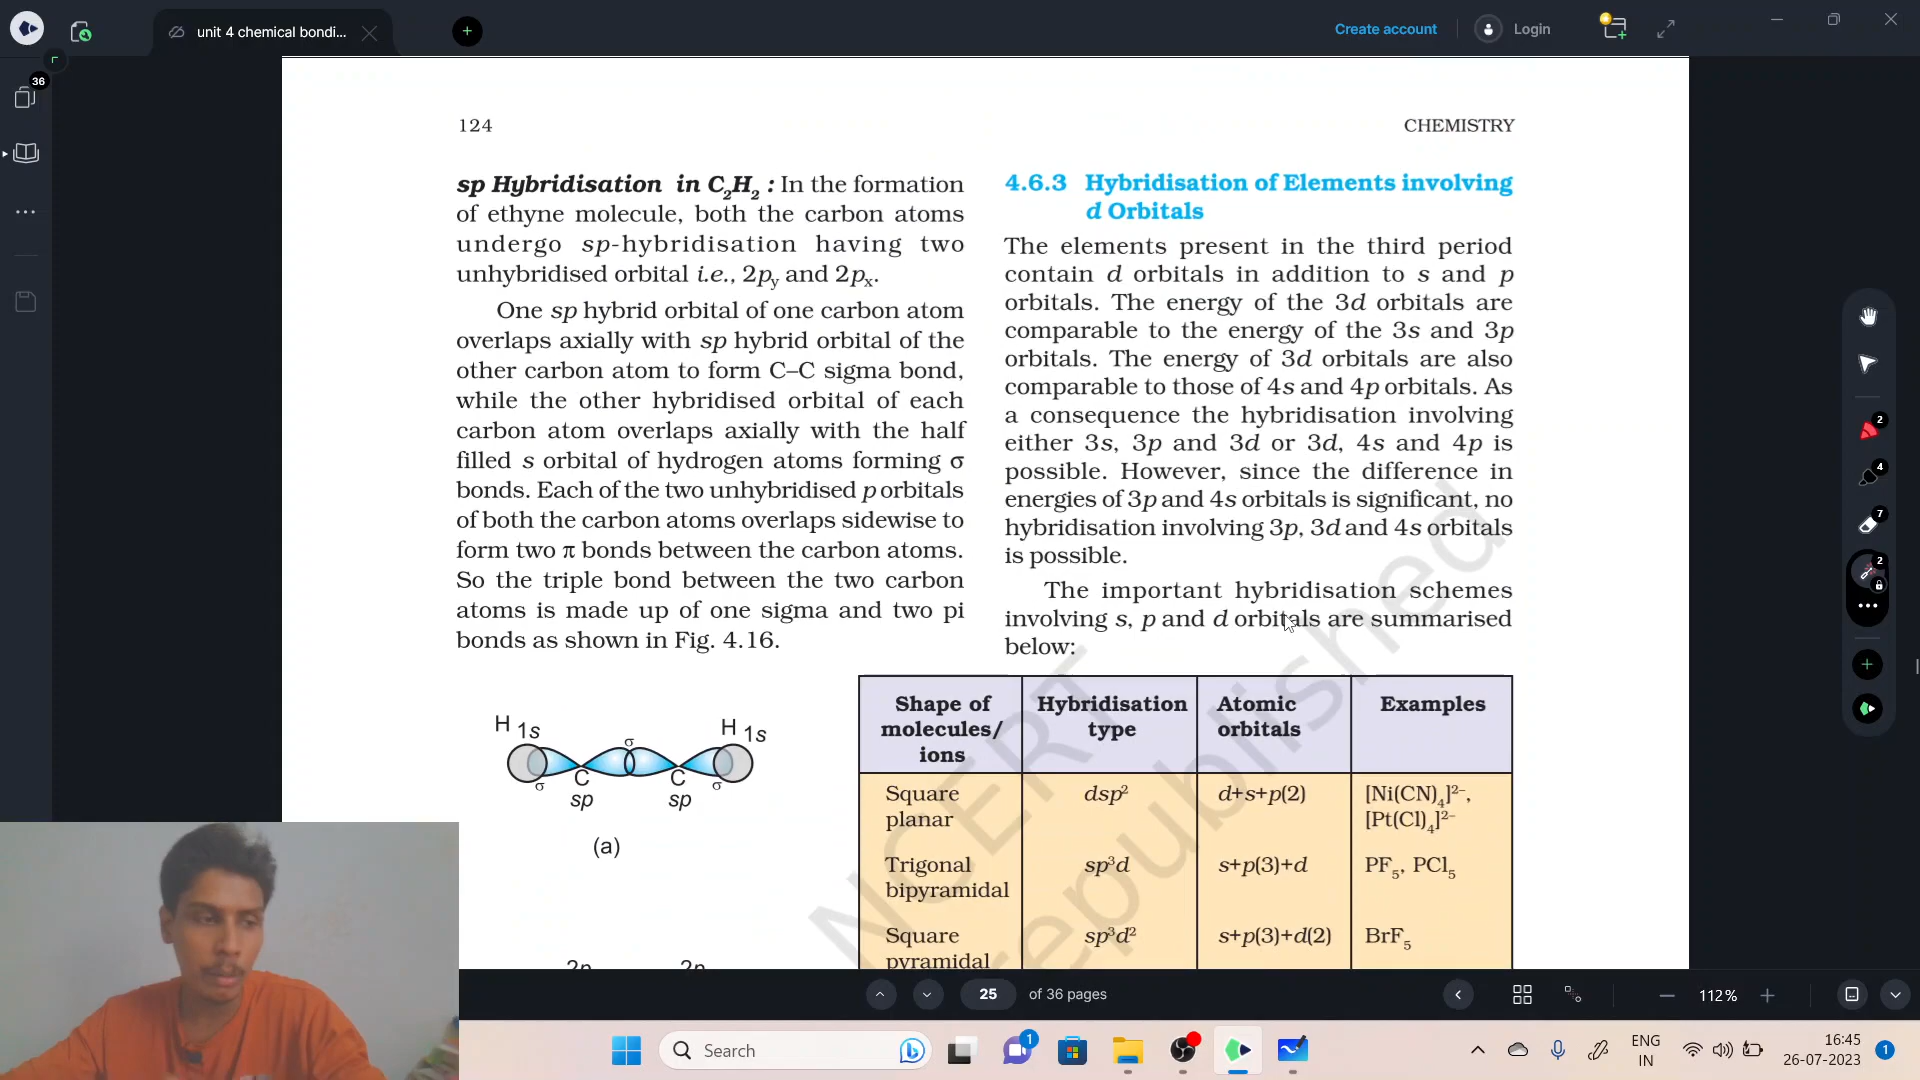 unit 4 chemical bondi...
Create account
Login
36
124
CHEMISTRY
sp Hybridisation in C2H2 : In the formation
of ethyne molecule, both the carbon atoms
undergo sp-hybridisation having two
unhybridised orbital i.e., 2py and 2px.
One sp hybrid orbital of one carbon atom
overlaps axially with sp hybrid orbital of the
other carbon atom to form C–C sigma bond,
while the other hybridised orbital of each
carbon atom overlaps axially with the half
filled s orbital of hydrogen atoms forming σ
bonds. Each of the two unhybridised p orbitals
of both the carbon atoms overlaps sidewise to
form two π bonds between the carbon atoms.
So the triple bond between the two carbon
atoms is made up of one sigma and two pi
bonds as shown in Fig. 4.16.
H 1s
H 1s
σ
σ
C
C
σ
sp
sp
(a)
2p
2p
4.6.3 Hybridisation of Elements involving
d Orbitals
The elements present in the third period
contain d orbitals in addition to s and p
orbitals. The energy of the 3d orbitals are
comparable to the energy of the 3s and 3p
orbitals. The energy of 3d orbitals are also
comparable to those of 4s and 4p orbitals. As
a consequence the hybridisation involving
either 3s, 3p and 3d or 3d, 4s and 4p is
possible. However, since the difference in
energies of 3p and 4s orbitals is significant, no
hybridisation involving 3p, 3d and 4s orbitals
is possible.
The important hybridisation schemes
involving s, p and d orbitals are summarised
below:
Shape of molecules/ ions
Hybridisation type
Atomic orbitals
Examples
Square planar
dsp²
d+s+p(2)
[Ni(CN)4]²⁻,
[Pt(Cl)4]²⁻
Trigonal bipyramidal
sp³d
s+p(3)+d
PF5, PCl5
Square pyramidal
sp³d²
s+p(3)+d(2)
BrF5
NCERT
republished
2
4
7
2
25 of 36 pages
112%
Search
1
ENG
IN
16:45
26-07-2023
1